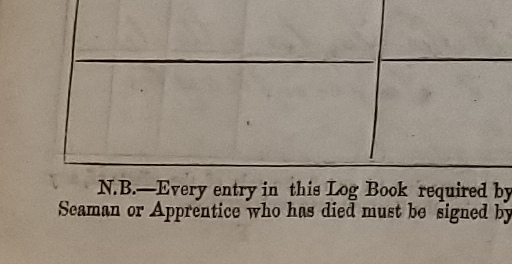 N.B.—Every entry in this Log Book required by
Seaman or Apprentice who has died must be signed by